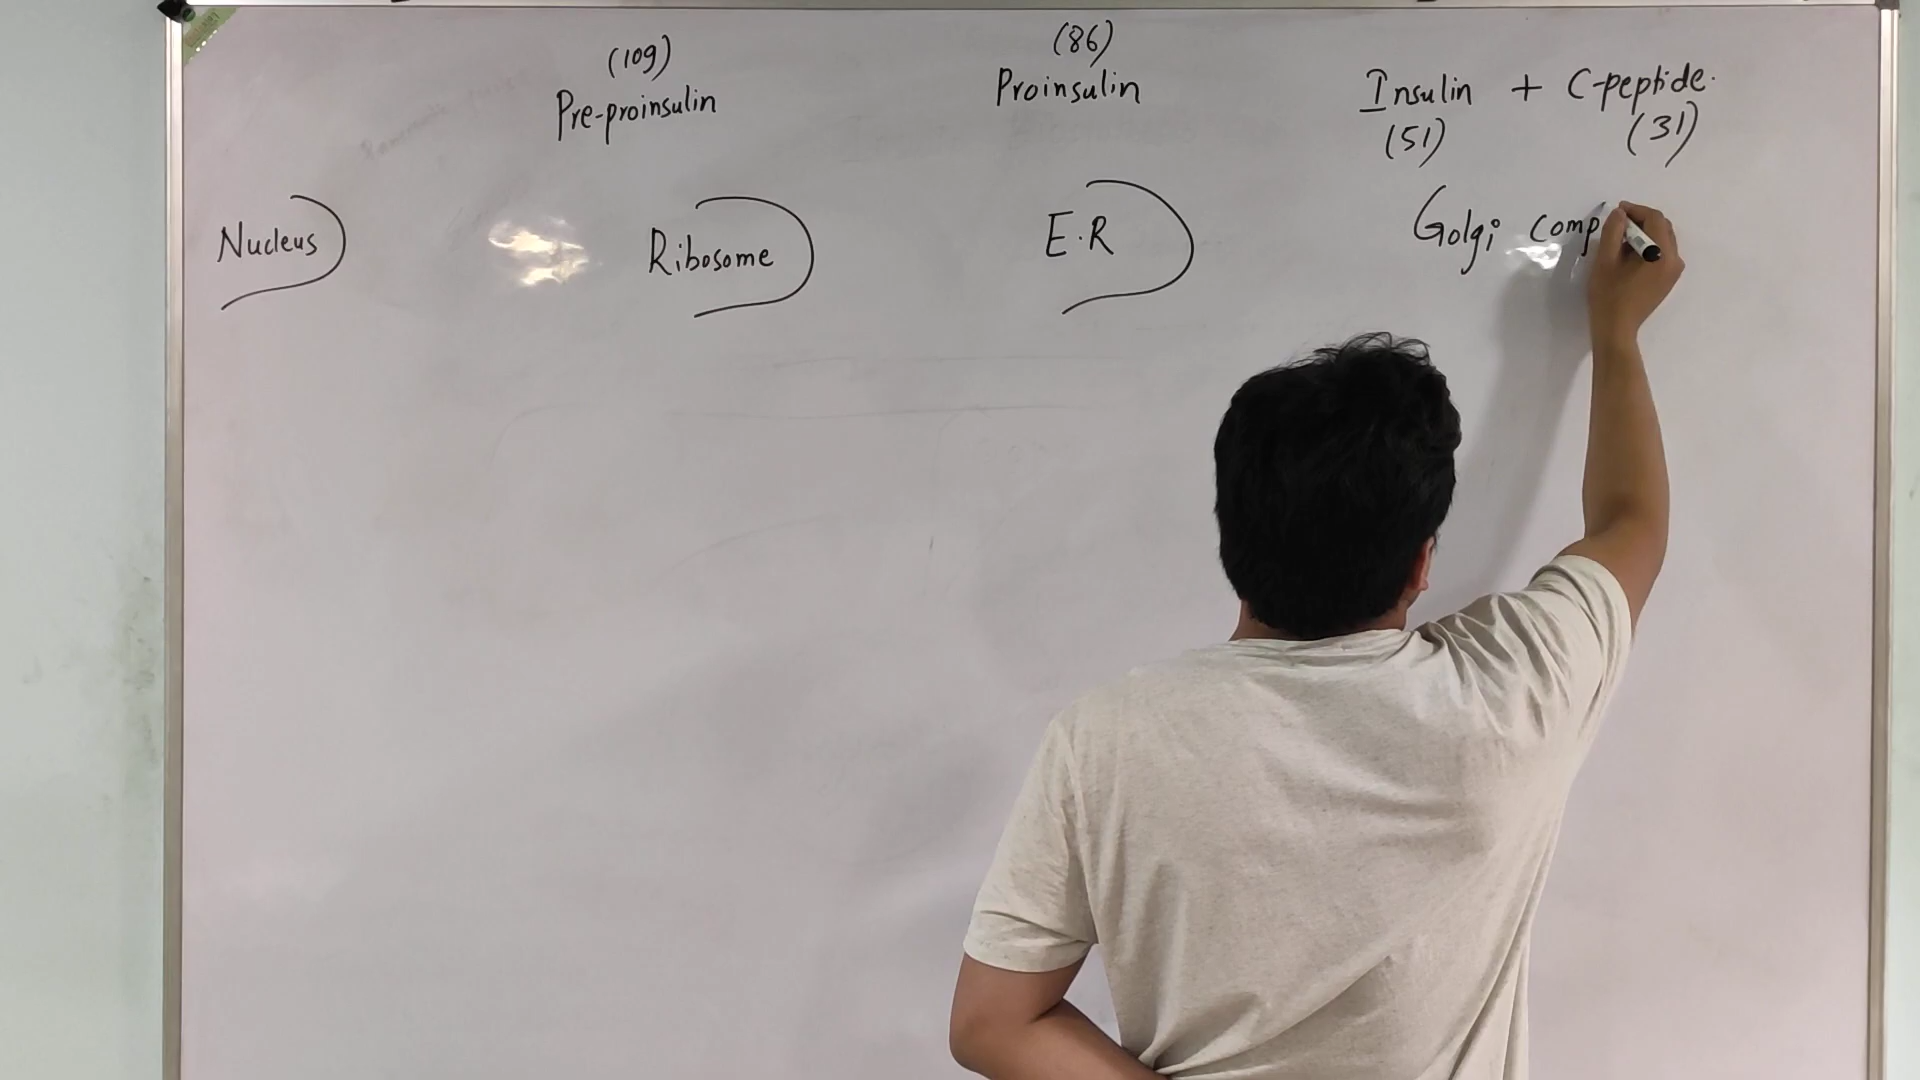 (109)
Pre-proinsulin
(86)
Proinsulin
Insulin + C-peptide.
(51) (31)
Nucleus
Ribosome
E.R
Golgi comp